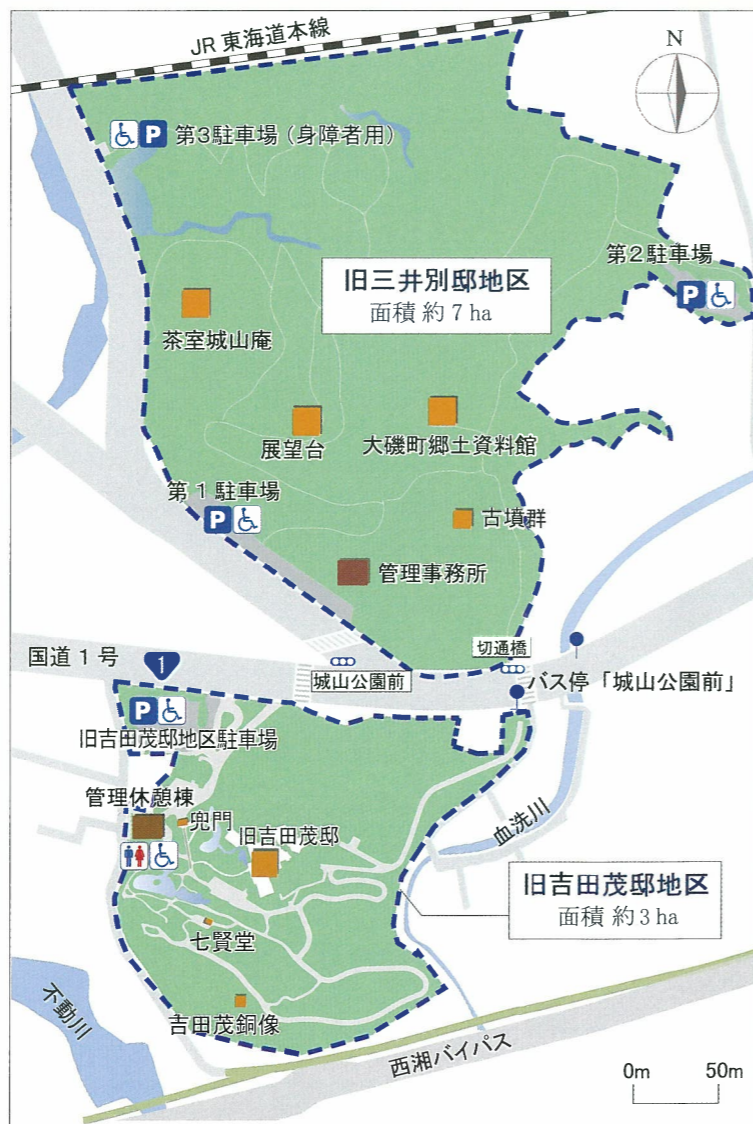 JR東海道本線
N
P 第3駐車場（身障者用）
第2駐車場
P
旧三井別邸地区
面積 約7ha
茶室城山庵
展望台
大磯町郷土資料館
第1駐車場
P
古墳群
管理事務所
国道1号
1
城山公園前
切通橋
バス停「城山公園前」
P
旧吉田茂邸地区駐車場
管理休憩棟
兜門
旧吉田茂邸
血洗川
旧吉田茂邸地区
面積 約3ha
七賢堂
吉田茂銅像
不動川
西湘バイパス
0m 50m